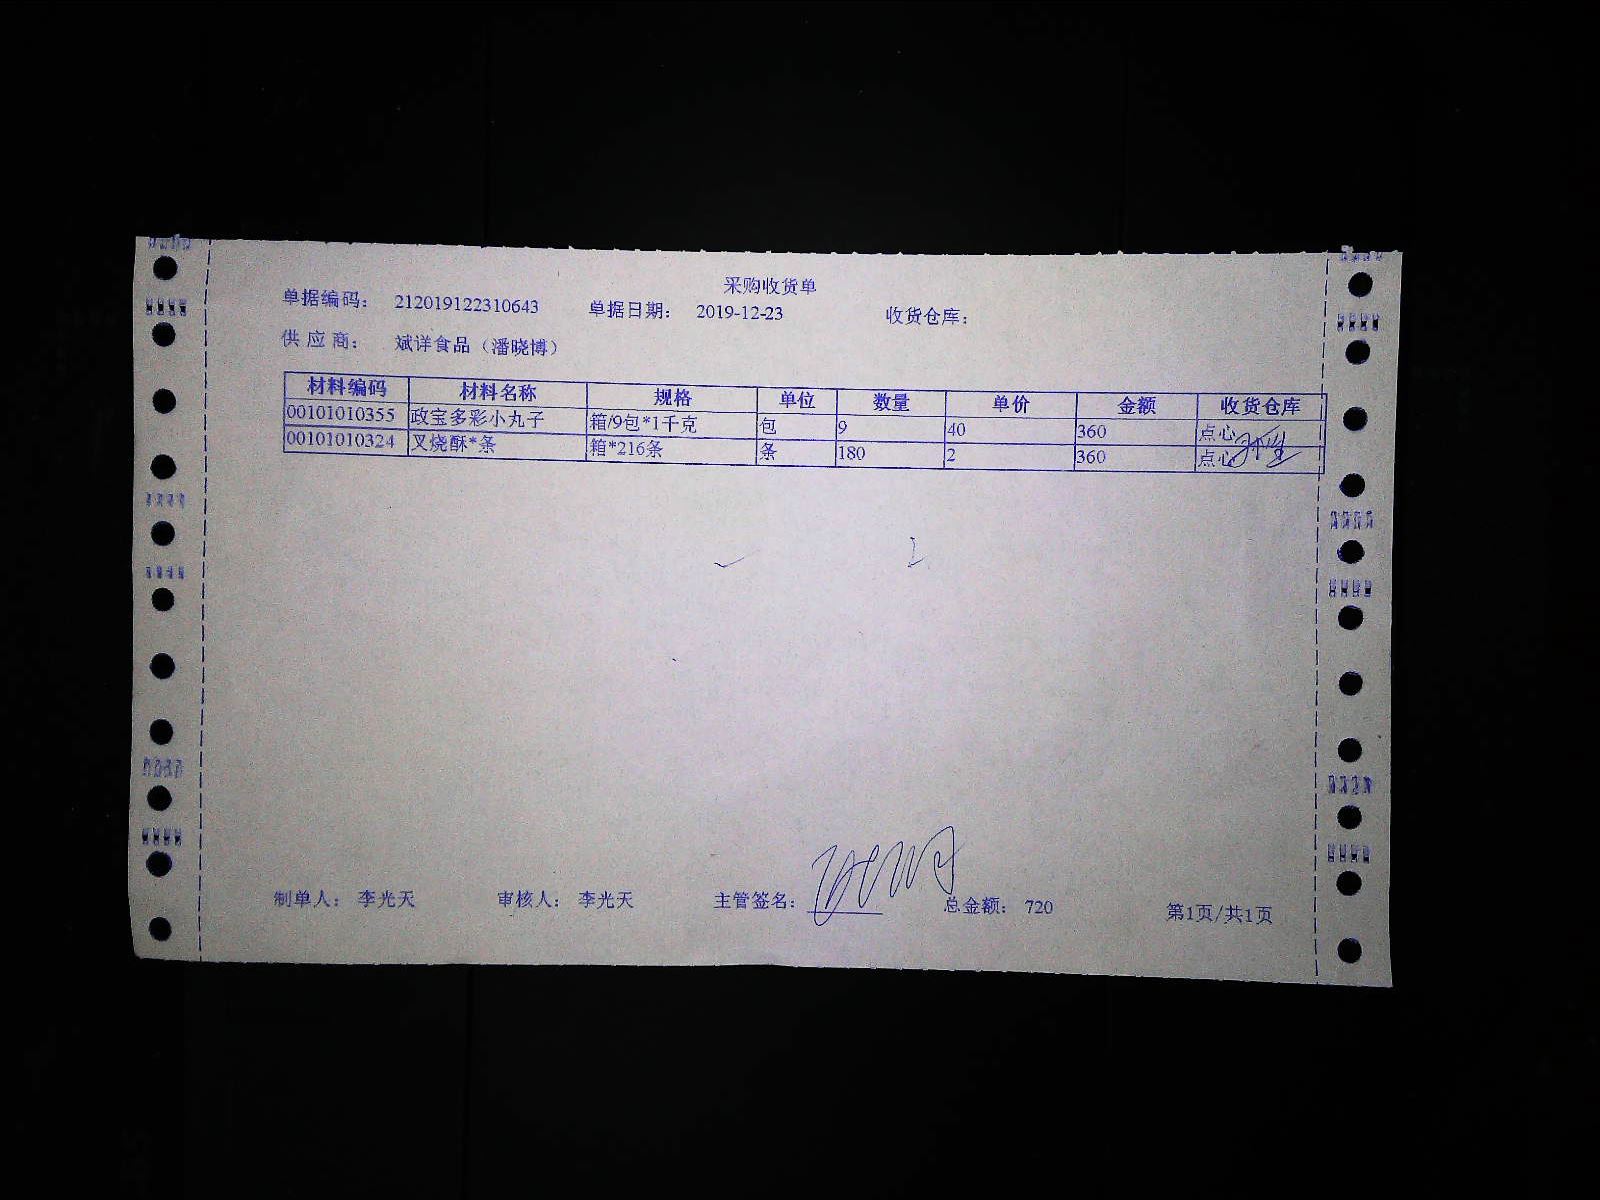 采购收货单
单据编码： 212019122310643 单据日期： 2019-12-23 收货仓库：
供应商： 斌详食品（潘晓博）
材料编码 材料名称 规格 单位 数量 单价 金额 收货仓库
00101010355 政宝多彩小丸子 箱/9包*1千克 包 9 40 360 点心
00101010324 叉烧酥*条 箱*216条 条 180 2 360 点心
制单人： 李光天 审核人： 李光天 主管签名： 总金额： 720 第1页/共1页